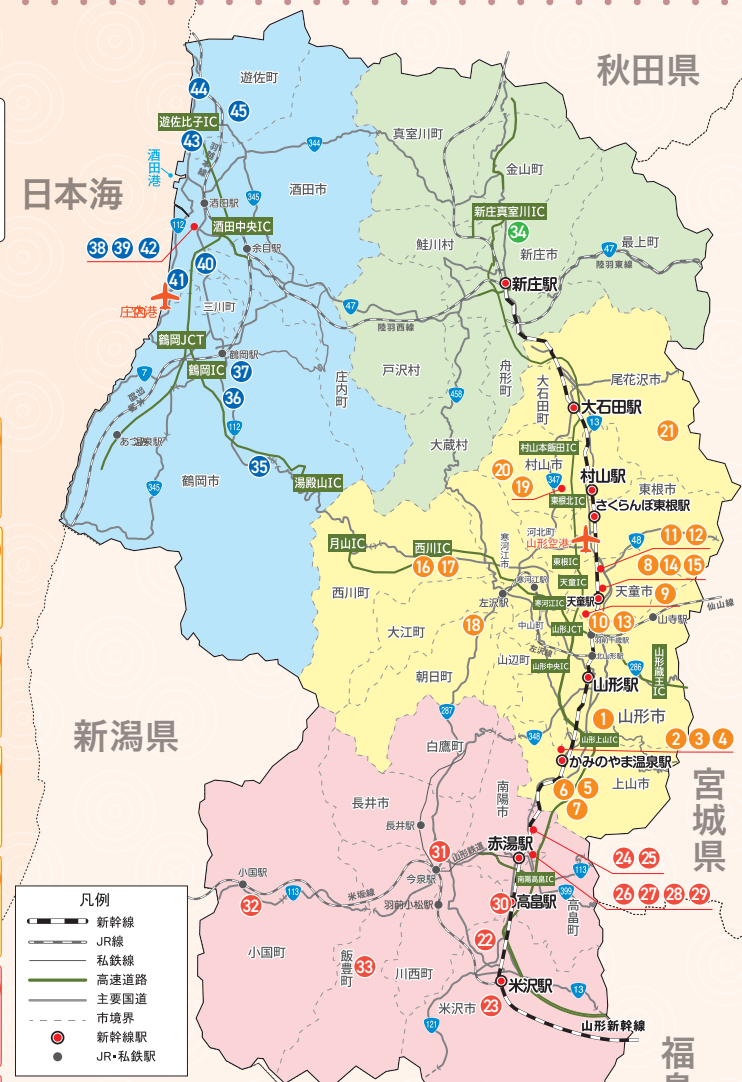 秋田県
遊佐町
44
45
遊佐比子IC
43
酒田港
344
真室川町
金山町
日本海
345
酒田市
酒田駅
112
酒田中央IC
新庄真室川IC
34
38 39 42
余目駅
鮭川村
新庄市
最上町
47
陸羽東線
40
41
新庄駅
庄内空港
三川町
47
陸羽西線
鶴岡JCT
鶴岡駅
戸沢村
舟形町
7
鶴岡IC
37
庄内町
大石田町
尾花沢市
36
458
大石田駅
13
112
大蔵村
21
あつみ温泉駅
村山本飯田IC
35
20
村山市
湯殿山IC
19
347
村山駅
345
鶴岡市
東根市
東根北IC
さくらんぼ東根駅
河北町
月山IC
西川IC
寒河江市
山形空港
48
11 12
16 17
東根IC
8 14 15
西川町
寒河江駅
天童IC
天童市
左沢駅
寒河江IC
天童駅
9
仙山線
大江町
18
中山町
山形JCT
10 13
山寺駅
羽前千歳駅
左沢線
北山形駅
山辺町
山形中央IC
286
山形蔵王IC
朝日町
山形駅
287
1
山形市
新潟県
白鷹町
348
山形上山IC
2 3 4
かみのやま温泉駅
宮城県
長井市
南陽市
6 5
上山市
7
長井駅
31
山形鉄道
赤湯駅
24 25
小国駅
今泉駅
南陽高畠IC
113
32
113
米坂線
399
26 27 28 29
羽前小松駅
30
高畠駅
高畠町
小国町
飯豊町
33
22
川西町
米沢駅
13
米沢市
23
121
山形新幹線
福
凡例
新幹線
JR線
私鉄線
高速道路
主要国道
市境界
新幹線駅
JR・私鉄駅